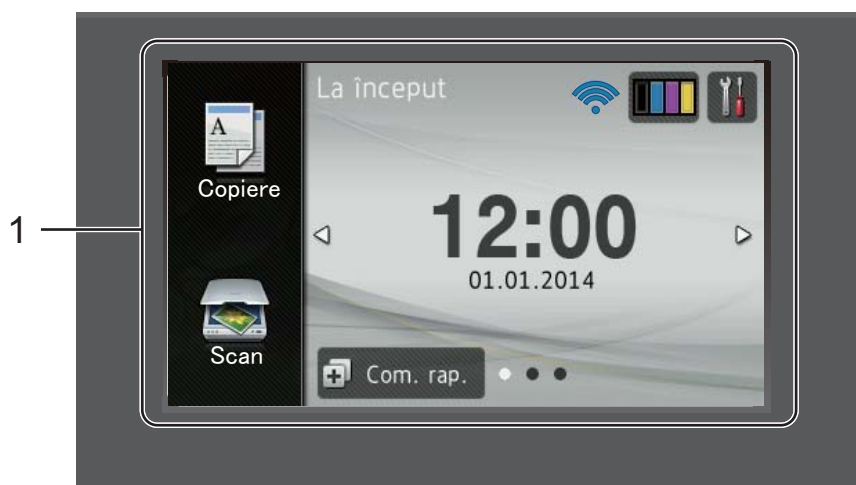 La început
A
Copiere
1
12:00
01.01.2014
Scan
Com. rap.